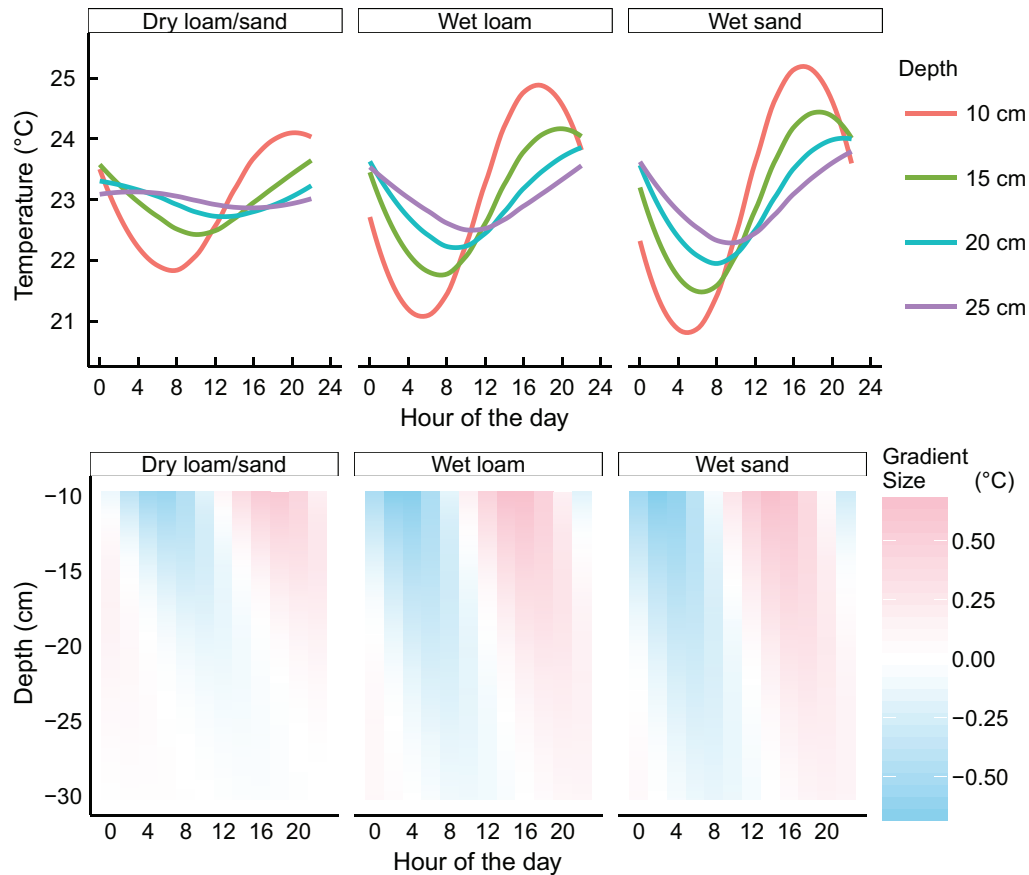 Dry loam/sand Wet loam Wet sand
Temperature (°C)
25
24
23
22
21
0 4 8 12 16 20 24 0 4 8 12 16 20 24 0 4 8 12 16 20 24
Hour of the day
Depth
10 cm
15 cm
20 cm
25 cm
Dry loam/sand Wet loam Wet sand
Depth (cm)
−10
−15
−20
−25
−30
0 4 8 12 16 20 0 4 8 12 16 20 0 4 8 12 16 20
Hour of the day
Gradient
Size (°C)
0.50
0.25
0.00
−0.25
−0.50